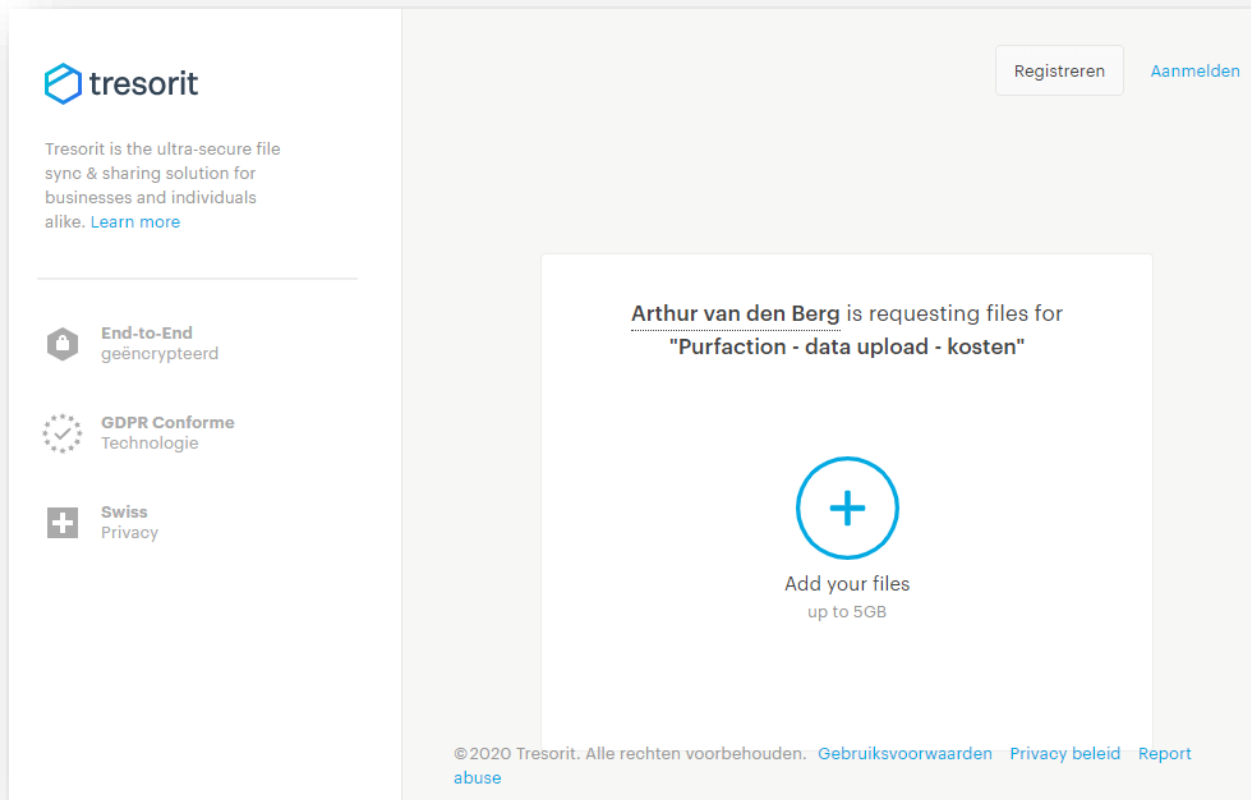 tresorit
Tresorit is the ultra-secure file
sync & sharing solution for
businesses and individuals
alike. Learn more
End-to-End
geëncrypteerd
GDPR Conforme
Technologie
Swiss
Privacy
Registreren
Aanmelden
Arthur van den Berg is requesting files for
"Purfaction - data upload - kosten"
Add your files
up to 5GB
©2020 Tresorit. Alle rechten voorbehouden. Gebruiksvoorwaarden Privacy beleid Report
abuse